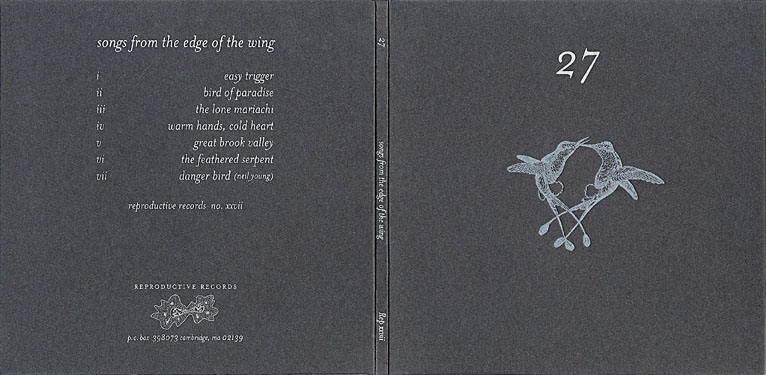 songs from the edge of the wing
i easy trigger
ii bird of paradise
iii the lone mariachi
iv warm hands, cold heart
v great brook valley
vi the feathered serpent
vii danger bird (neil young)
reproductive records no. xxvii
REPRODUCTIVE RECORDS
p.o. box 398073 cambridge, ma 02139
27
songs from the edge of the wing
Rep xxvii
27